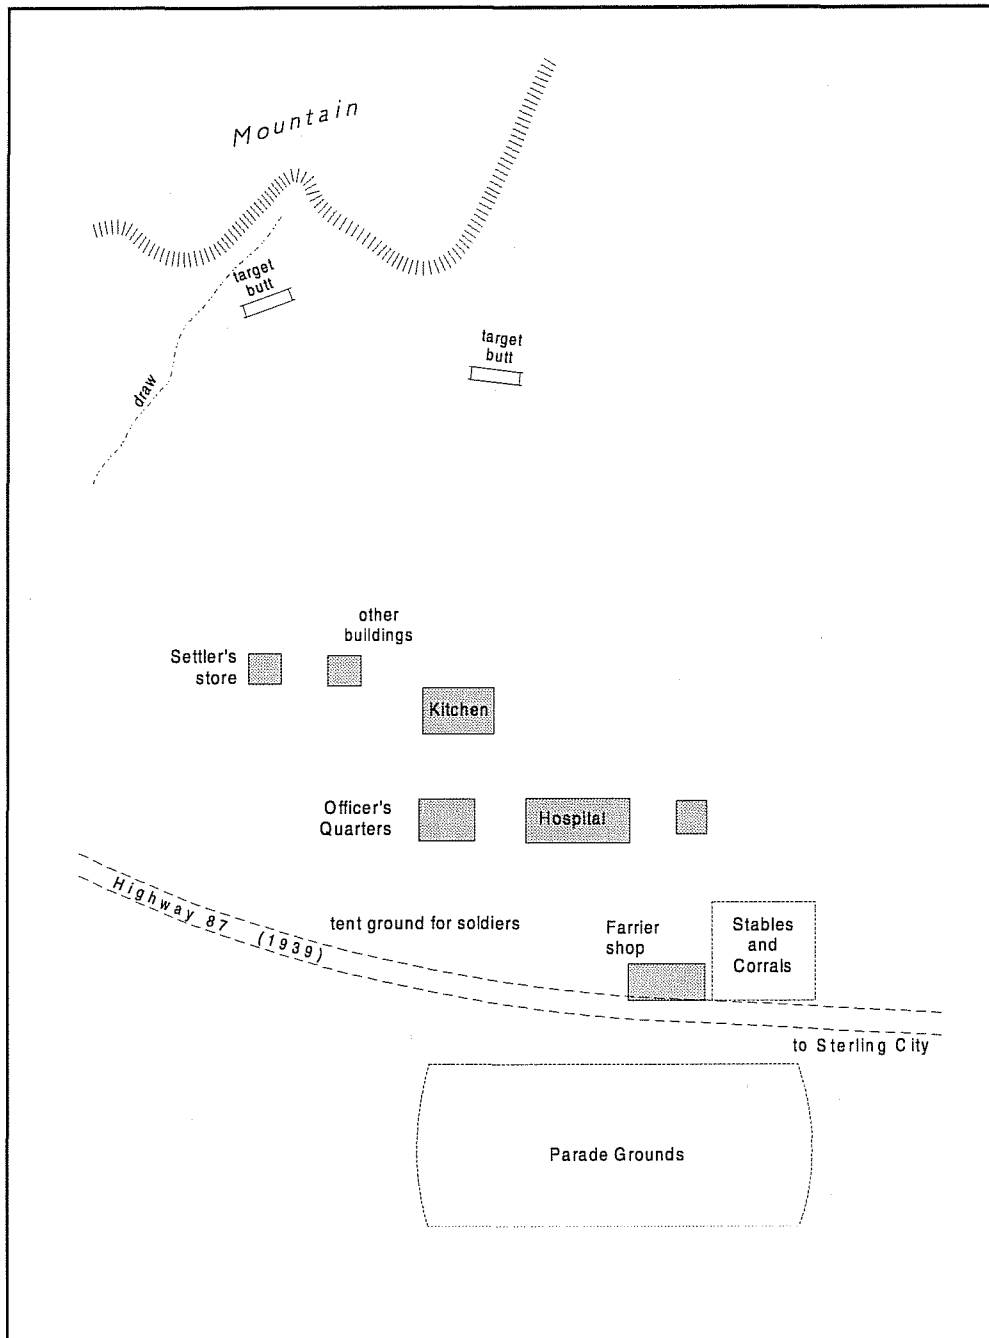 Mountain
target
butt
target
butt
draw
other
buildings
Settler's
store
Kitchen
Officer's
Quarters
Hospital
Highway 87 (1939)
tent ground for soldiers
Farrier
shop
Stables
and
Corrals
to Sterling City
Parade Grounds